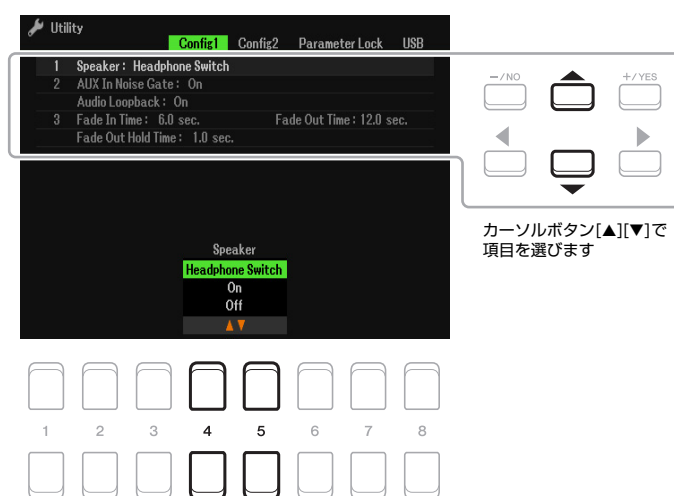 Utility
Config1 Config2 Parameter Lock USB
1 Speaker: Headphone Switch
2 AUX In Noise Gate: On
Audio Loopback: On
3 Fade In Time: 6.0 sec. Fade Out Time: 12.0 sec.
Fade Out Hold Time: 1.0 sec.
−/NO +/YES
カーソルボタン[▲][▼]で
項目を選びます
Speaker
Headphone Switch
On
Off
1 2 3 4 5 6 7 8